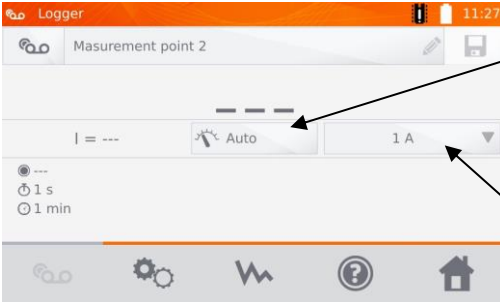 Logger 11:27
Masurement point 2
---
I = --- Auto 1 A
---
1 s
1 min